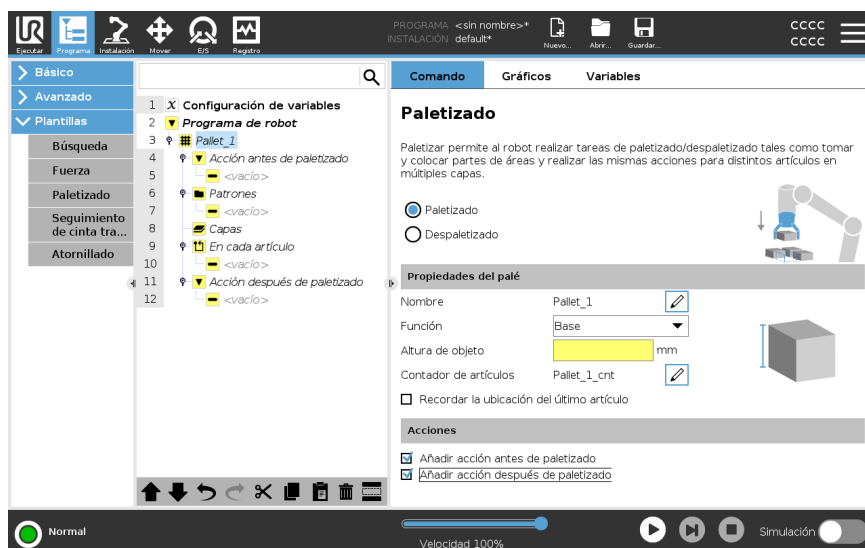 UR
PROGRAMA <sin nombre>*
INSTALACIÓN default*
CCCC
CCCC
Ejecutar Programa Instalación Mover E/S Registro Nuevo... Abrir... Guardar...
Básico
Avanzado
Plantillas
Búsqueda
Fuerza
Paletizado
Seguimiento
de cinta tra...
Atornillado
1 X Configuración de variables
2 Programa de robot
3 Pallet_1
4 Acción antes de paletizado
5 <vacío>
6 Patrones
7 <vacío>
8 Capas
9 En cada artículo
10 <vacío>
11 Acción después de paletizado
12 <vacío>
Comando Gráficos Variables
Paletizado
Paletizar permite al robot realizar tareas de paletizado/despaletizado tales como tomar
y colocar partes de áreas y realizar las mismas acciones para distintos artículos en
múltiples capas.
Paletizado
Despaletizado
Propiedades del palé
Nombre Pallet_1
Función Base
Altura de objeto mm
Contador de artículos Pallet_1_cnt
Recordar la ubicación del último artículo
Acciones
Añadir acción antes de paletizado
Añadir acción después de paletizado
Normal
Velocidad 100%
Simulación